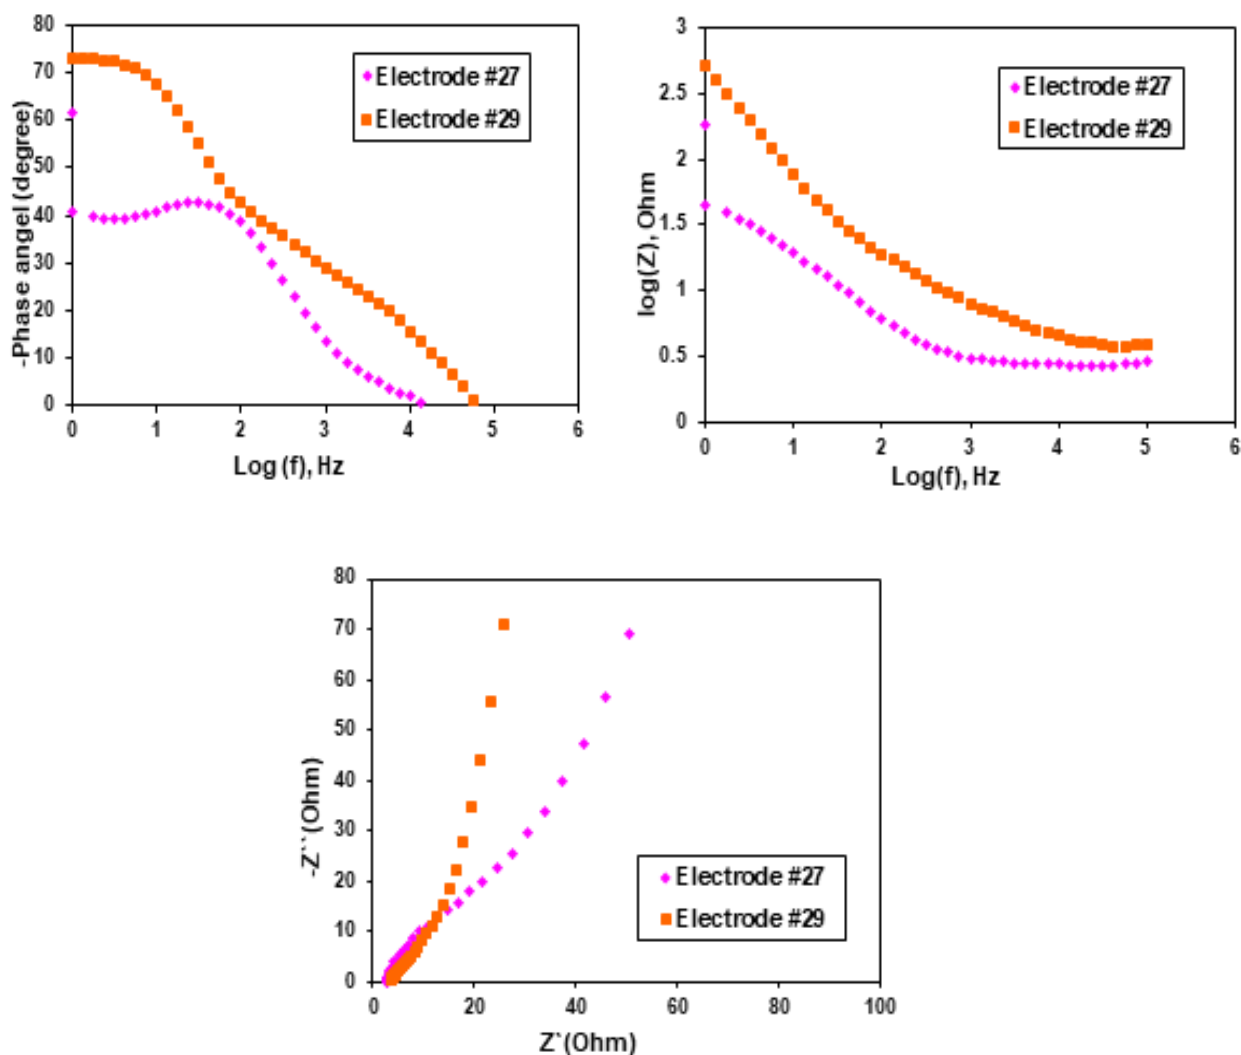 80
70
60
50
40
30
20
10
0
-Phase angel (degree)
Electrode #27
Electrode #29
0 1 2 3 4 5 6
Log (f), Hz
3
2.5
2
1.5
1
0.5
0
log(Z), Ohm
Electrode #27
Electrode #29
0 1 2 3 4 5 6
Log(f), Hz
80
70
60
50
40
30
20
10
0
-Z``(Ohm)
Electrode #27
Electrode #29
0 20 40 60 80 100
Z`(Ohm)